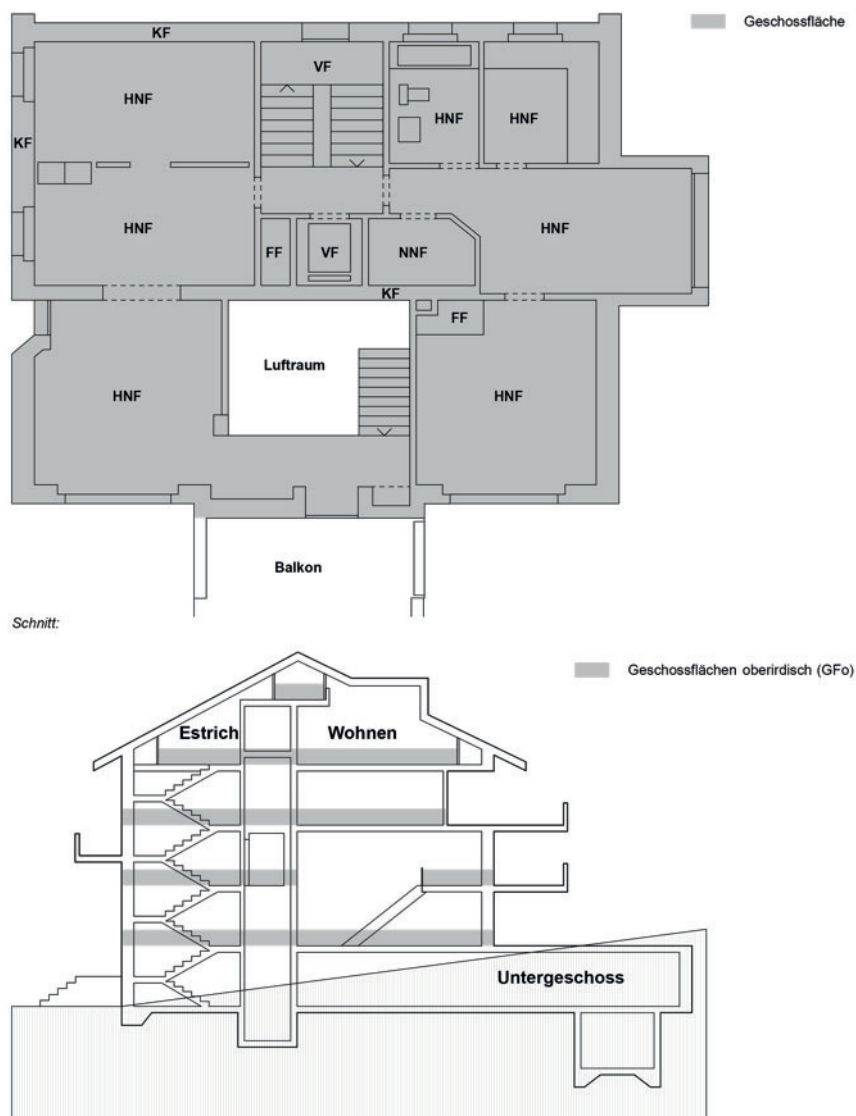 Geschossfläche
KF
VF
HNF
HNF
HNF
KF
HNF
HNF
FF
VF
NNF
KF
FF
Luftraum
HNF
HNF
Balkon
Schnitt:
Geschossflächen oberirdisch (GFo)
Estrich
Wohnen
Untergeschoss